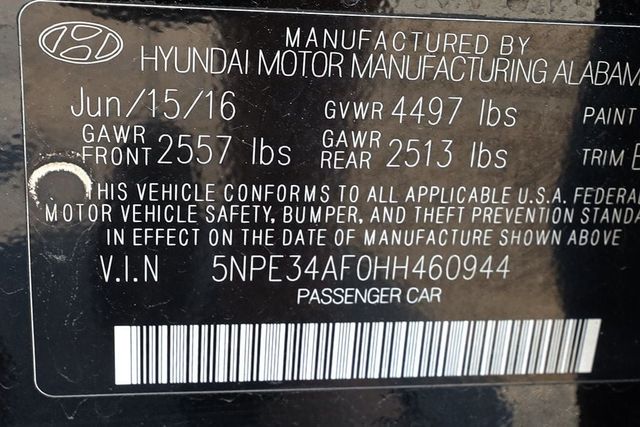 MANUFACTURED BY
HYUNDAI MOTOR MANUFACTURING ALABAM
Jun/15/16 GVWR 4497 lbs PAINT
GAWR FRONT 2557 lbs GAWR REAR 2513 lbs TRIM
THIS VEHICLE CONFORMS TO ALL APPLICABLE U.S.A. FEDERA
MOTOR VEHICLE SAFETY, BUMPER, AND THEFT PREVENTION STANDA
IN EFFECT ON THE DATE OF MANUFACTURE SHOWN ABOVE
V.I.N 5NPE34AF0HH460944
PASSENGER CAR